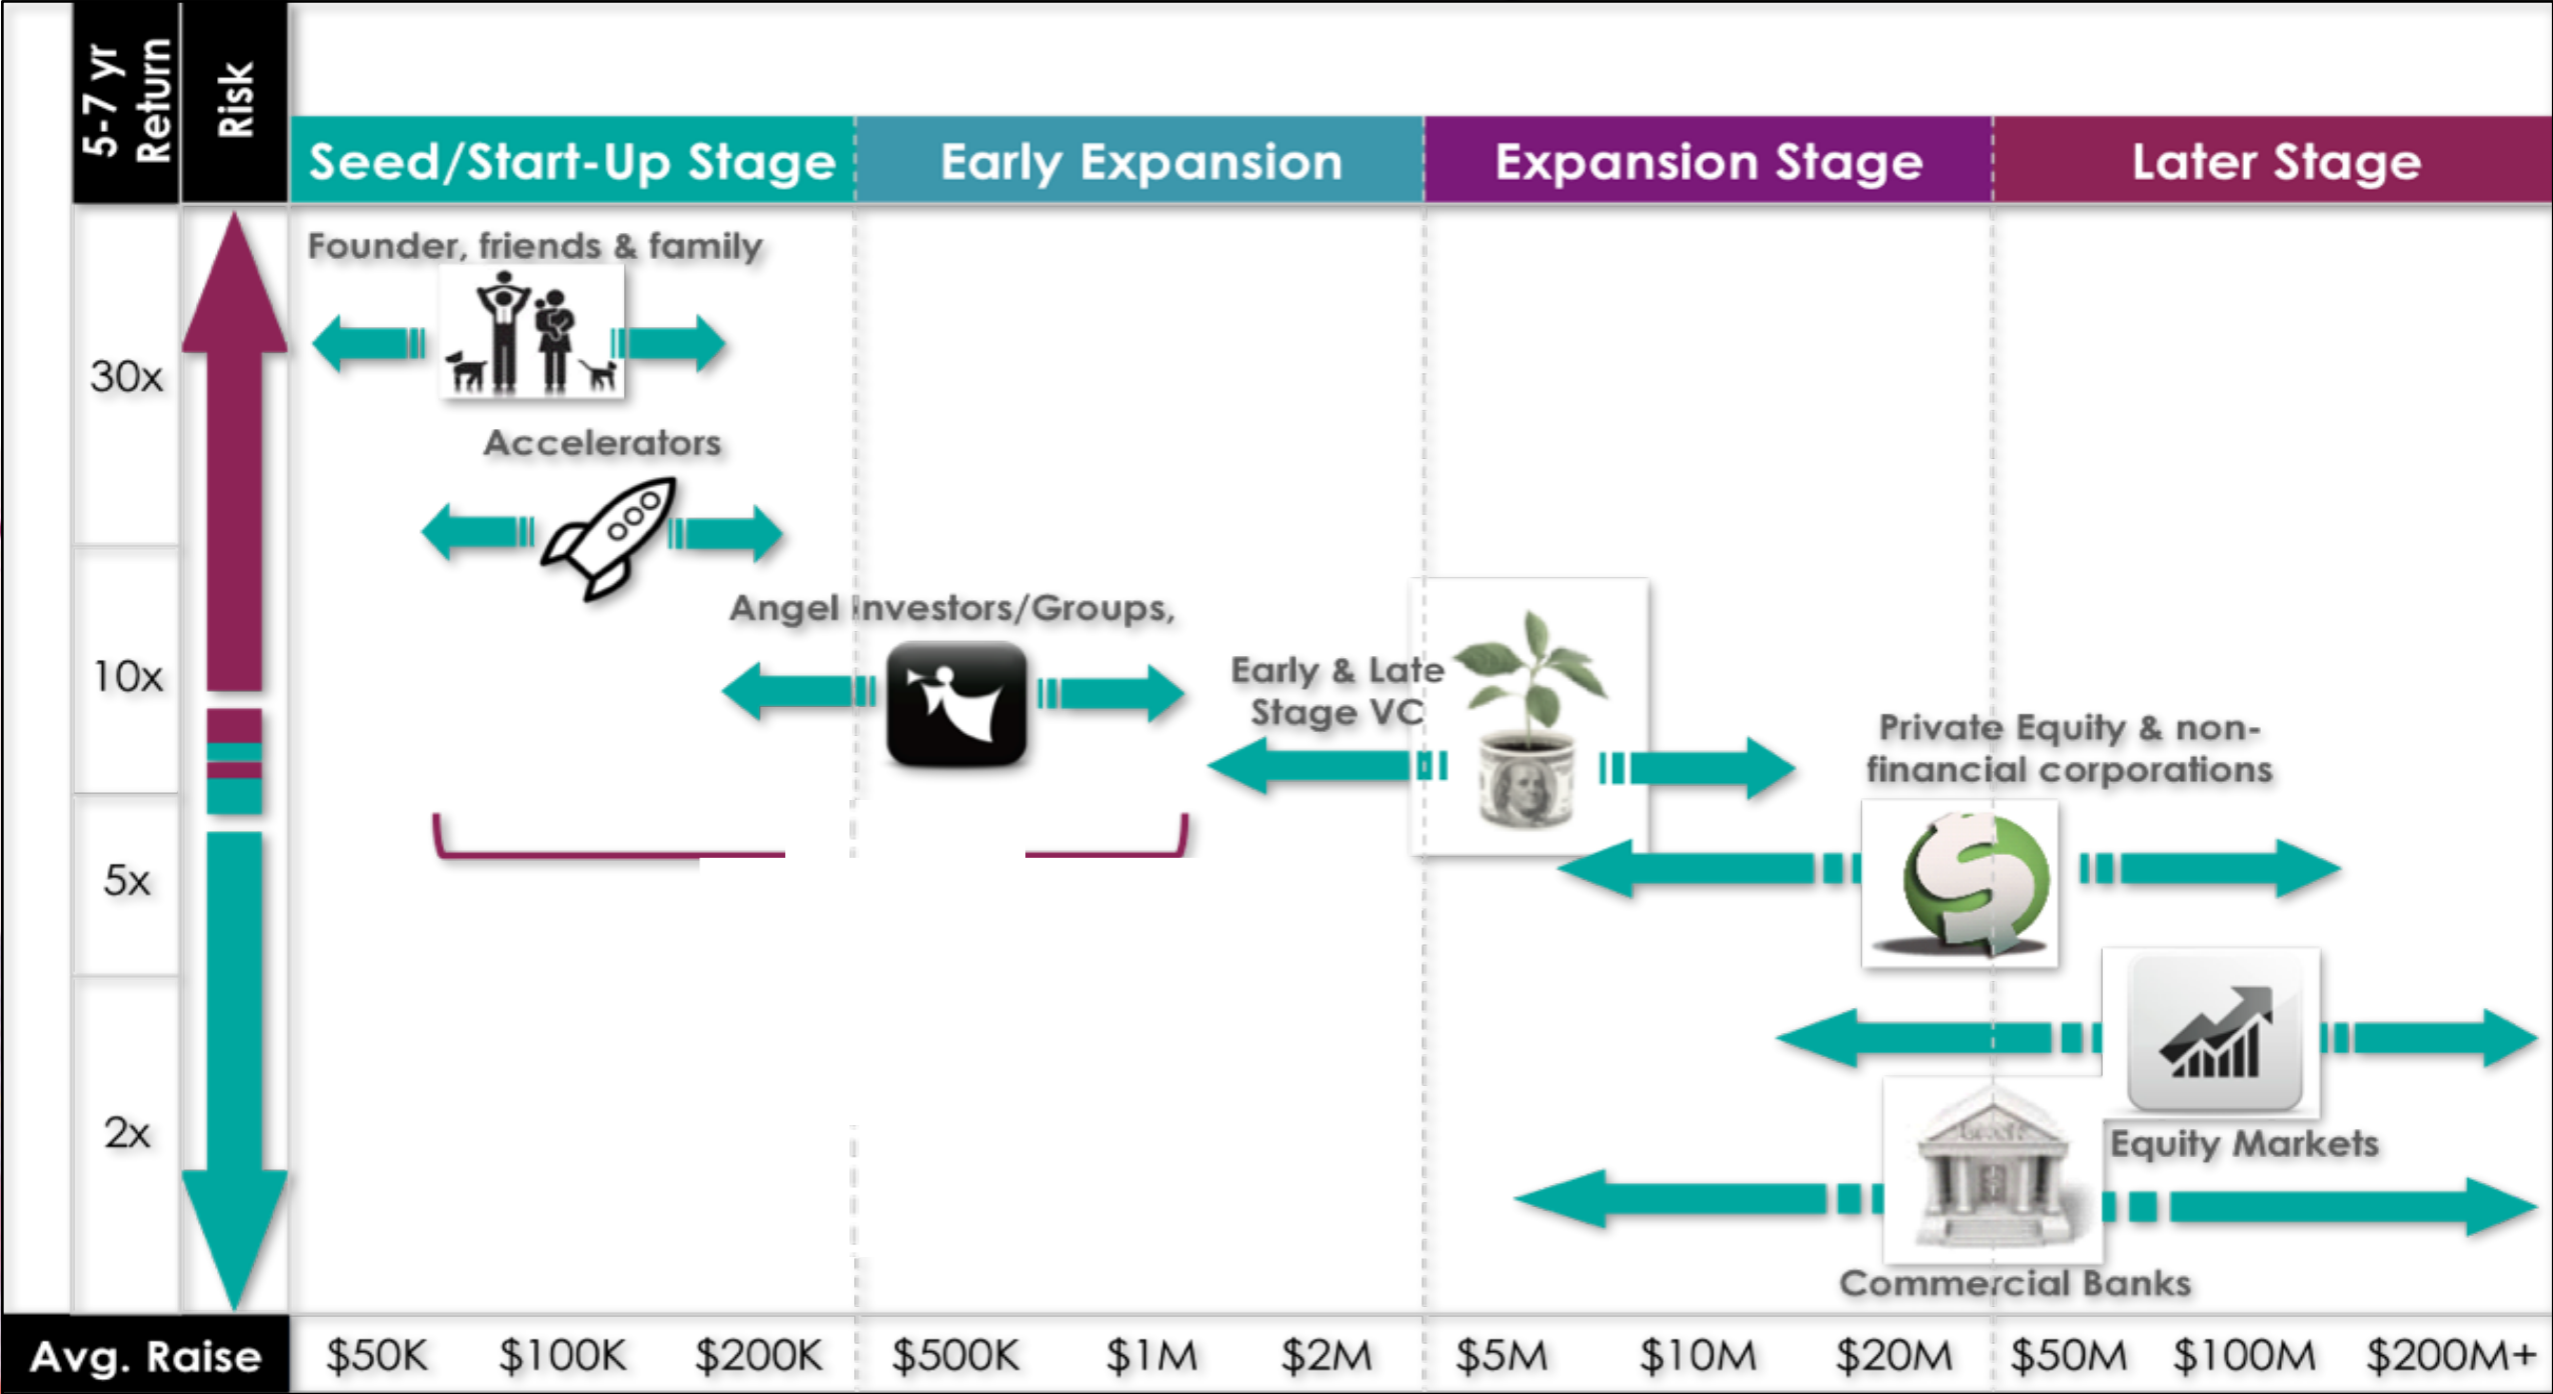 5-7 yr
Return
Risk
Seed/Start-Up Stage
Early Expansion
Expansion Stage
Later Stage
Founder, friends & family
30x
Accelerators
Angel Investors/Groups,
10x
Early & Late
Stage VC
Private Equity & non-
financial corporations
5x
2x
Equity Markets
Commercial Banks
Avg. Raise
$50K
$100K
$200K
$500K
$1M
$2M
$5M
$10M
$20M
$50M
$100M
$200M+